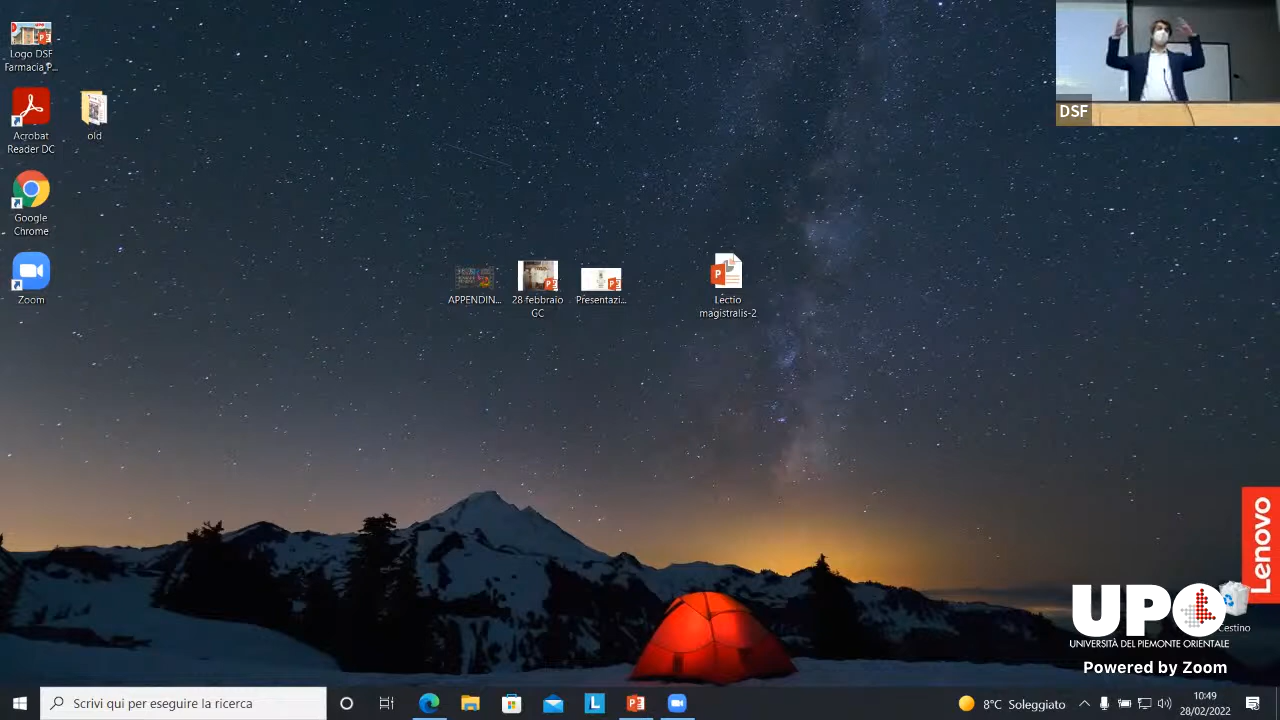 Logo DSF
Farmacia P...
Acrobat
Reader DC
old
Google
Chrome
Zoom
APPENDIN...
28 febbraio
GC
Presentazi...
Lectio
magistralis-2
DSF
Lenovo
Cestino
UPO
UNIVERSITÀ DEL PIEMONTE ORIENTALE
Powered by Zoom
Scrivi qui per eseguire la ricerca
8°C Soleggiato
10:49
28/02/2022